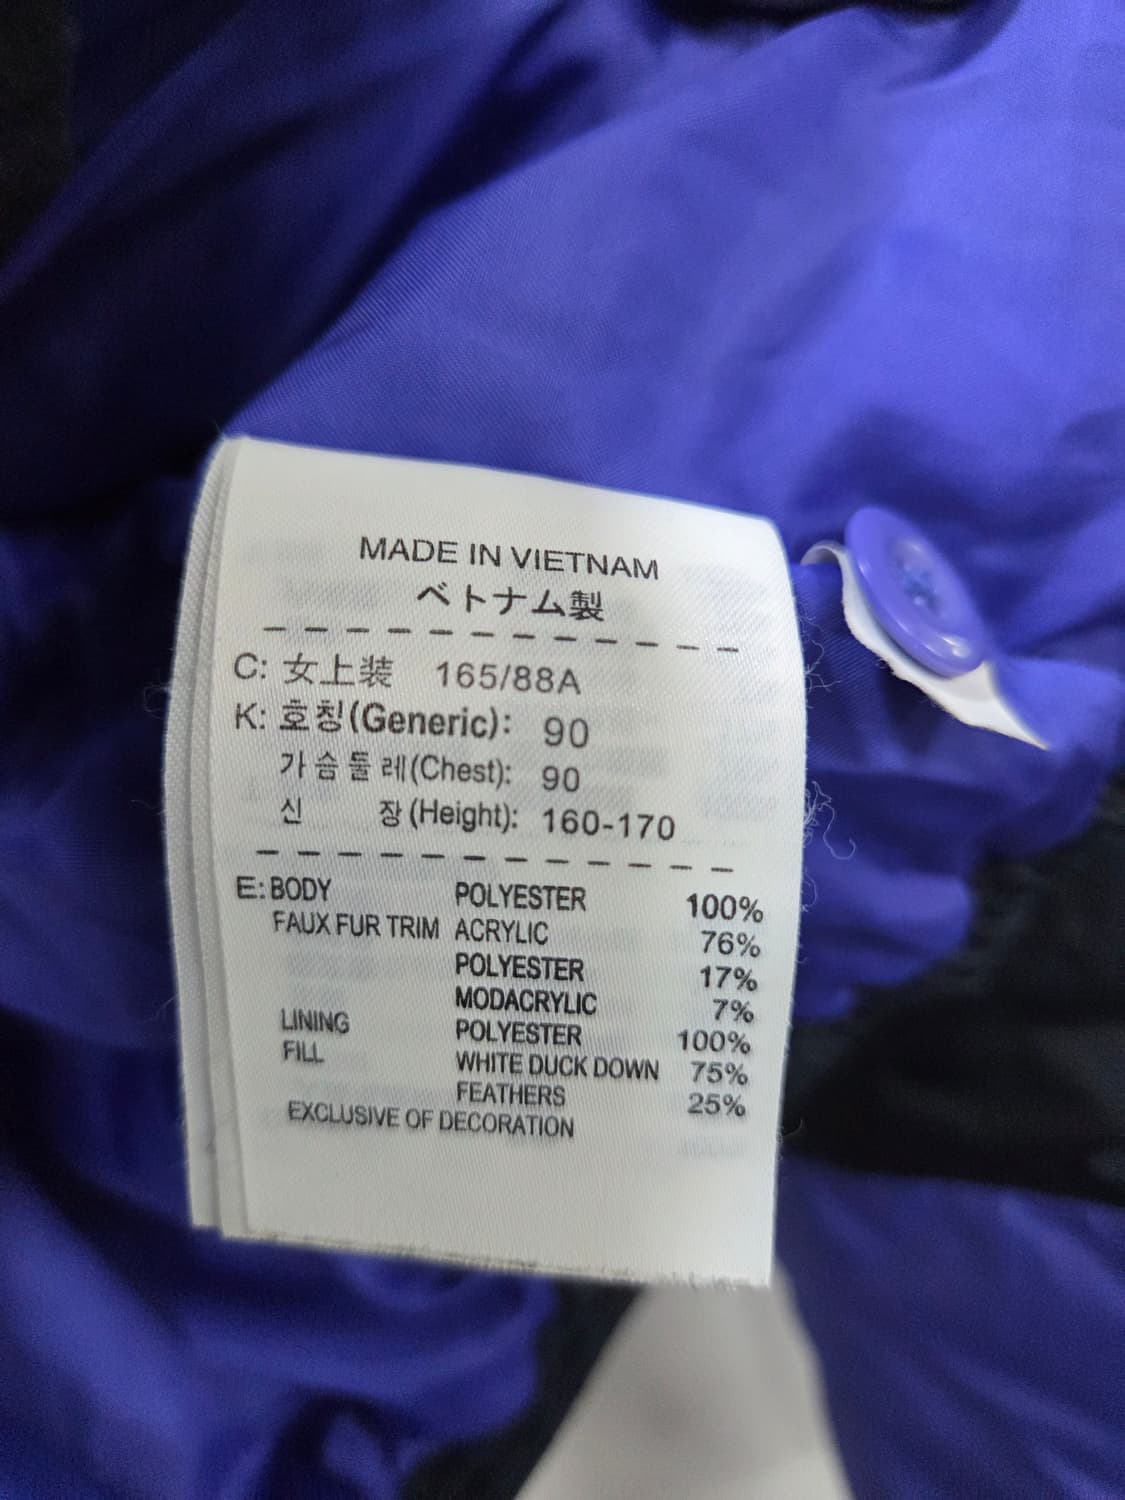 MADE IN VIETNAM
ベトナム製
C: 女上装 165/88A
K: 호칭(Generic): 90
가슴둘레(Chest): 90
신 장(Height): 160-170
E: BODY POLYESTER 100%
FAUX FUR TRIM ACRYLIC 76%
POLYESTER 17%
MODACRYLIC 7%
LINING POLYESTER 100%
FILL WHITE DUCK DOWN 75%
FEATHERS 25%
EXCLUSIVE OF DECORATION